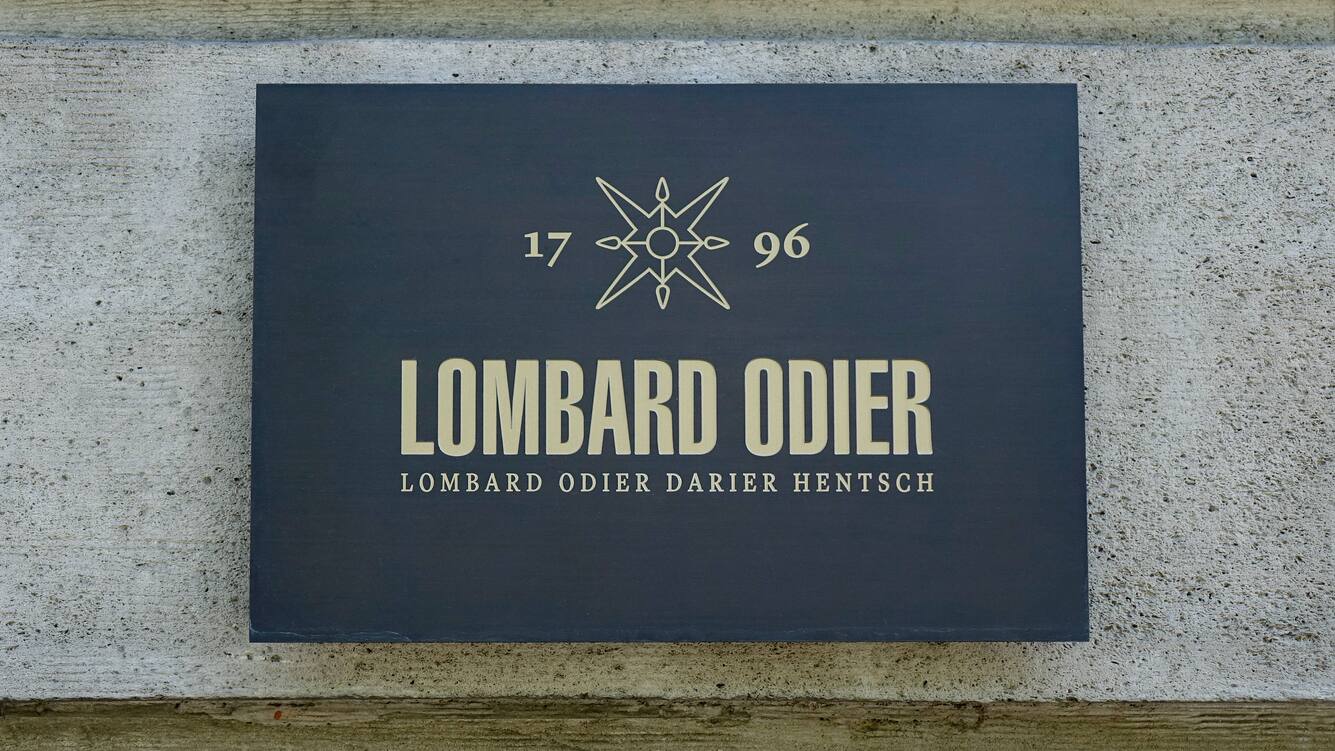 17 96
LOMBARD ODIER
LOMBARD ODIER DARIER HENTSCH